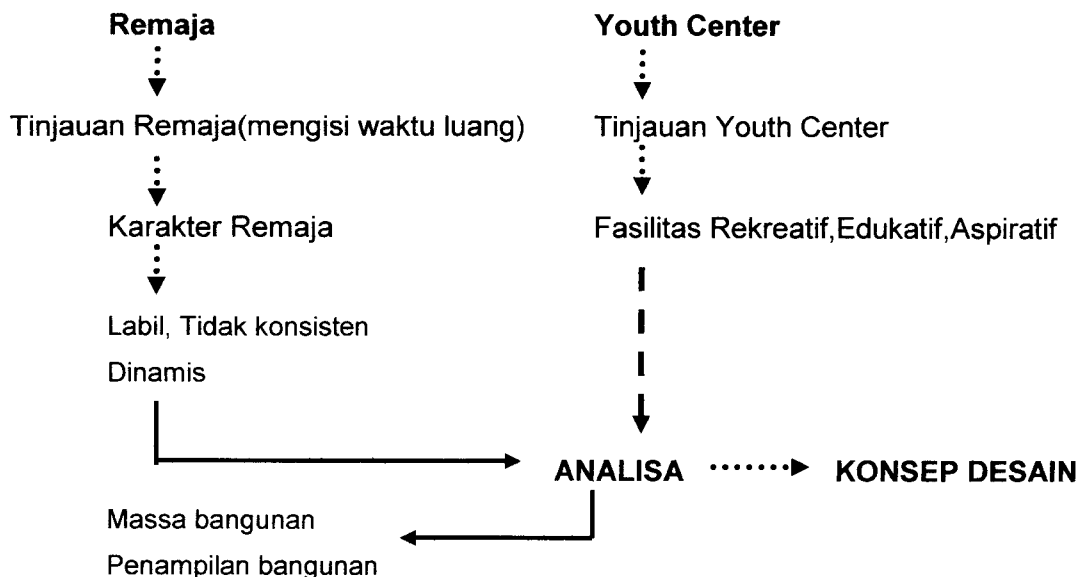 Remaja
Youth Center
Tinjauan Remaja(mengisi waktu luang)
Tinjauan Youth Center
Karakter Remaja
Fasilitas Rekreatif,Edukatif,Aspiratif
Labil, Tidak konsisten
Dinamis
ANALISA
KONSEP DESAIN
Massa bangunan
Penampilan bangunan